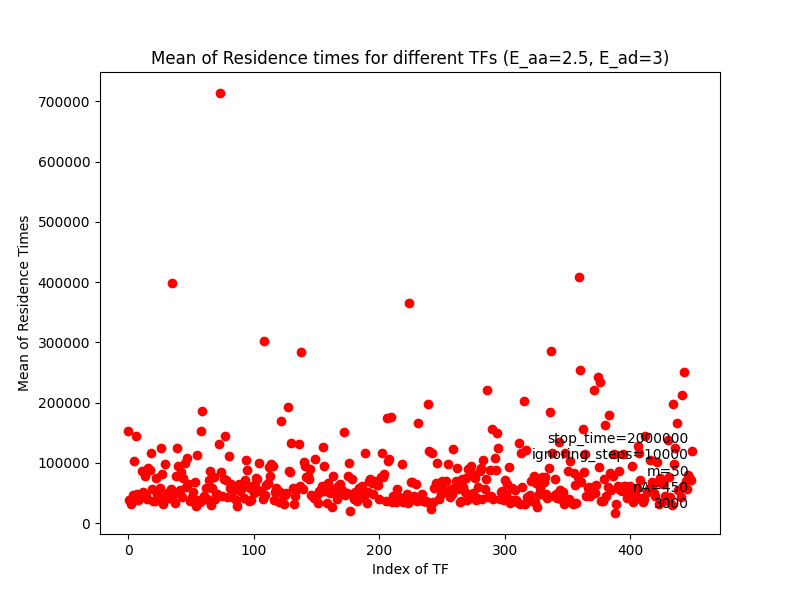 Mean of Residence times for different TFs (E_aa=2.5, E_ad=3)
700000
600000
500000
400000
300000
200000
100000
0
Mean of Residence Times
stop_time=2000000
ignoring_steps=10000
m=50
nA=450
3000
0
100
200
300
400
Index of TF